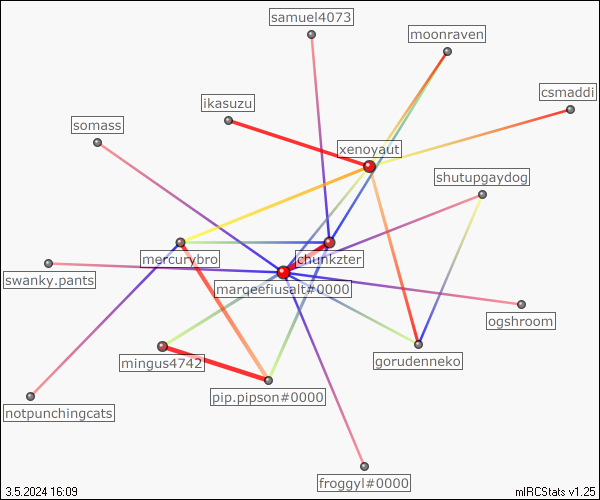 samuel4073
moonraven
csmaddi
ikasuzu
somass
xenoyaut
shutupgaydog
mercurybro
chunkzter
swanky.pants
marqeefiusalt#0000
ogshroom
mingus4742
gorudenneko
pip.pipson#0000
notpunchingcats
froggyl#0000
3.5.2024 16:09
mIRCStats v1.25